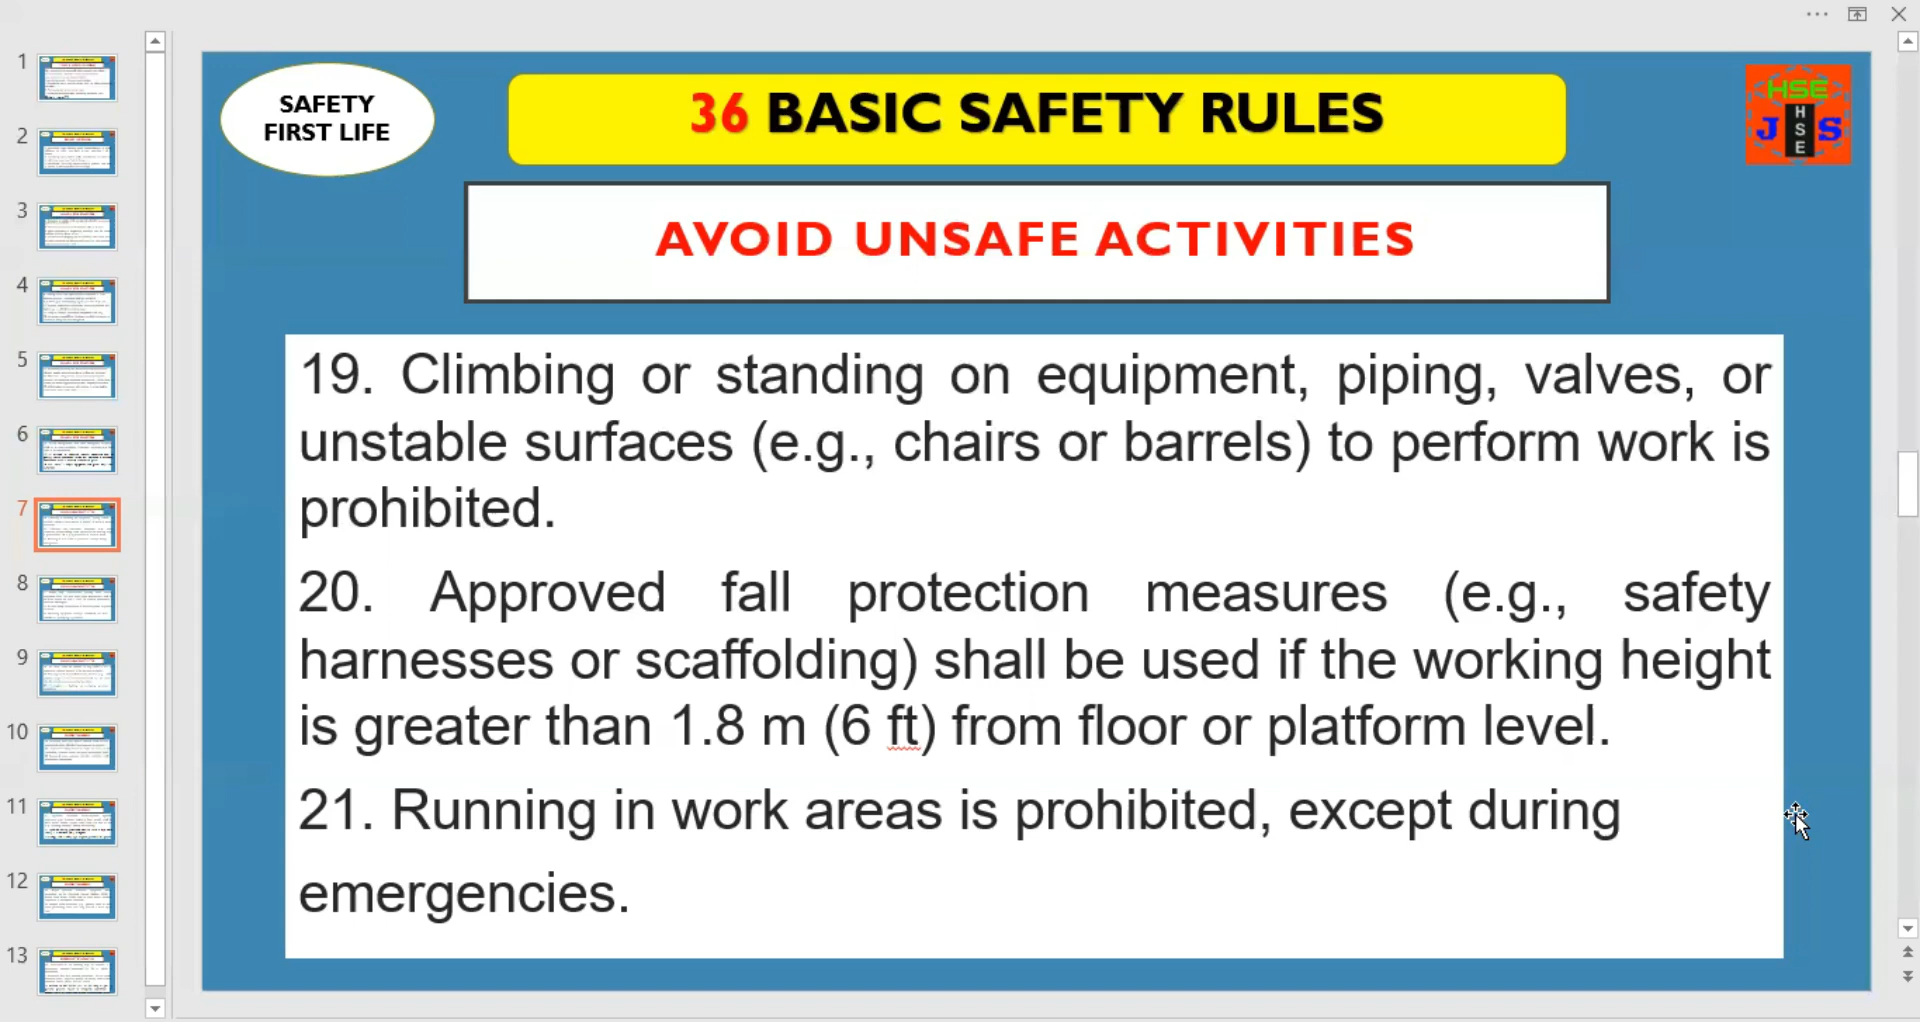 SAFETY
FIRST LIFE
36 BASIC SAFETY RULES
HSE
J HSE S
AVOID UNSAFE ACTIVITIES
19. Climbing or standing on equipment, piping, valves, or
unstable surfaces (e.g., chairs or barrels) to perform work is
prohibited.
20. Approved fall protection measures (e.g., safety
harnesses or scaffolding) shall be used if the working height
is greater than 1.8 m (6 ft) from floor or platform level.
21. Running in work areas is prohibited, except during
emergencies.
1
2
3
4
5
6
7
8
9
10
11
12
13